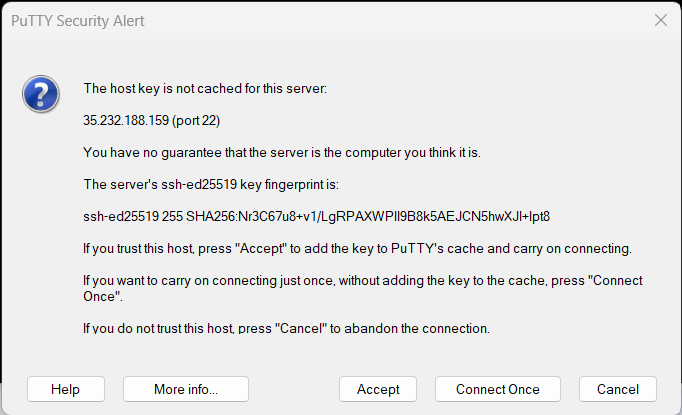 PuTTY Security Alert
The host key is not cached for this server:
35.232.188.159 (port 22)
You have no guarantee that the server is the computer you think it is.
The server's ssh-ed25519 key fingerprint is:
ssh-ed25519 255 SHA256:Nr3C67u8+v1/LgRPAXWPIl9B8k5AEJCN5hwXJl+lpt8
If you trust this host, press "Accept" to add the key to PuTTY's cache and carry on connecting.
If you want to carry on connecting just once, without adding the key to the cache, press "Connect
Once".
If you do not trust this host, press "Cancel" to abandon the connection.
Help
More info...
Accept
Connect Once
Cancel